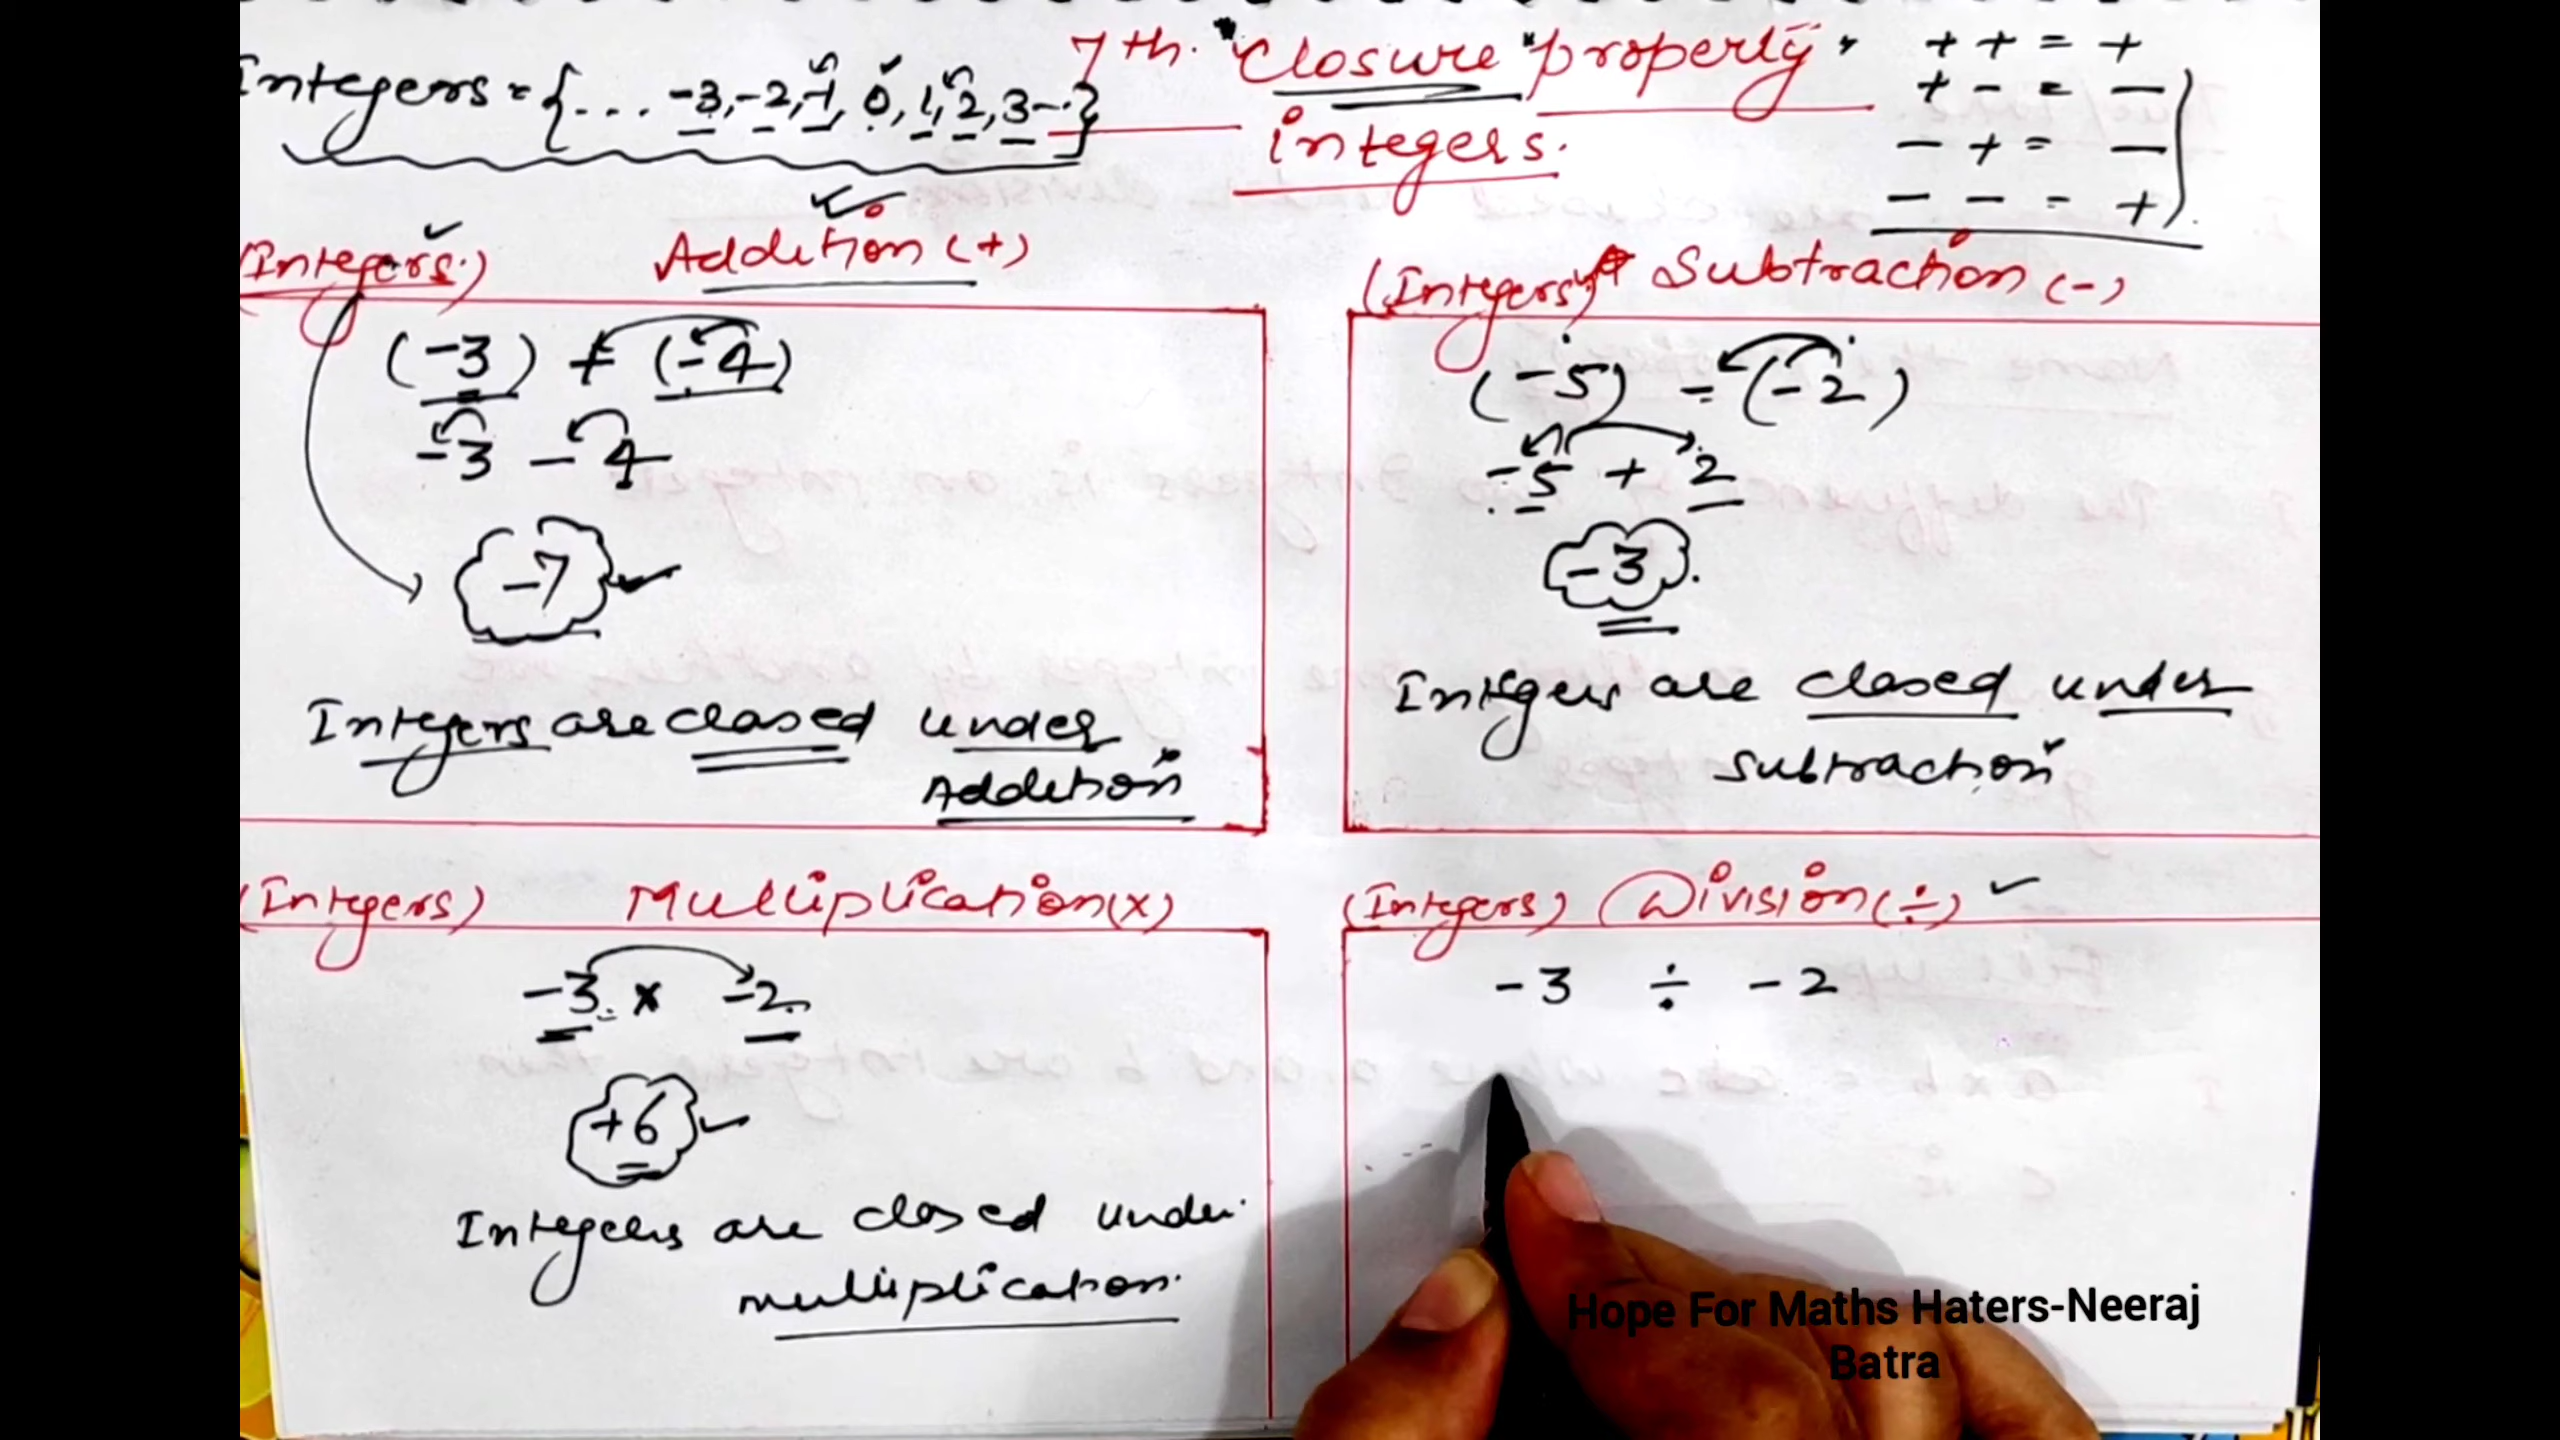 7th. "Closure" property.
integers.
Integers = {... -3, -2, -1, 0, 1, 2, 3 -..}
+ + = +
+ - = -
- + = -
- - = +
(Integers.) Addition (+)
(-3) + (-4)
-3 - 4
-7
Integers are closed under
Addition
(Integers) Subtraction (-)
(-5) - (-2)
-5 + 2
-3
Integers are closed under
subtraction
(Integers) Multiplication (x)
-3 x -2
+6
Integers are closed under
multiplication.
(Integers) Division (÷)
-3 ÷ -2
Hope For Maths Haters-Neeraj
Batra